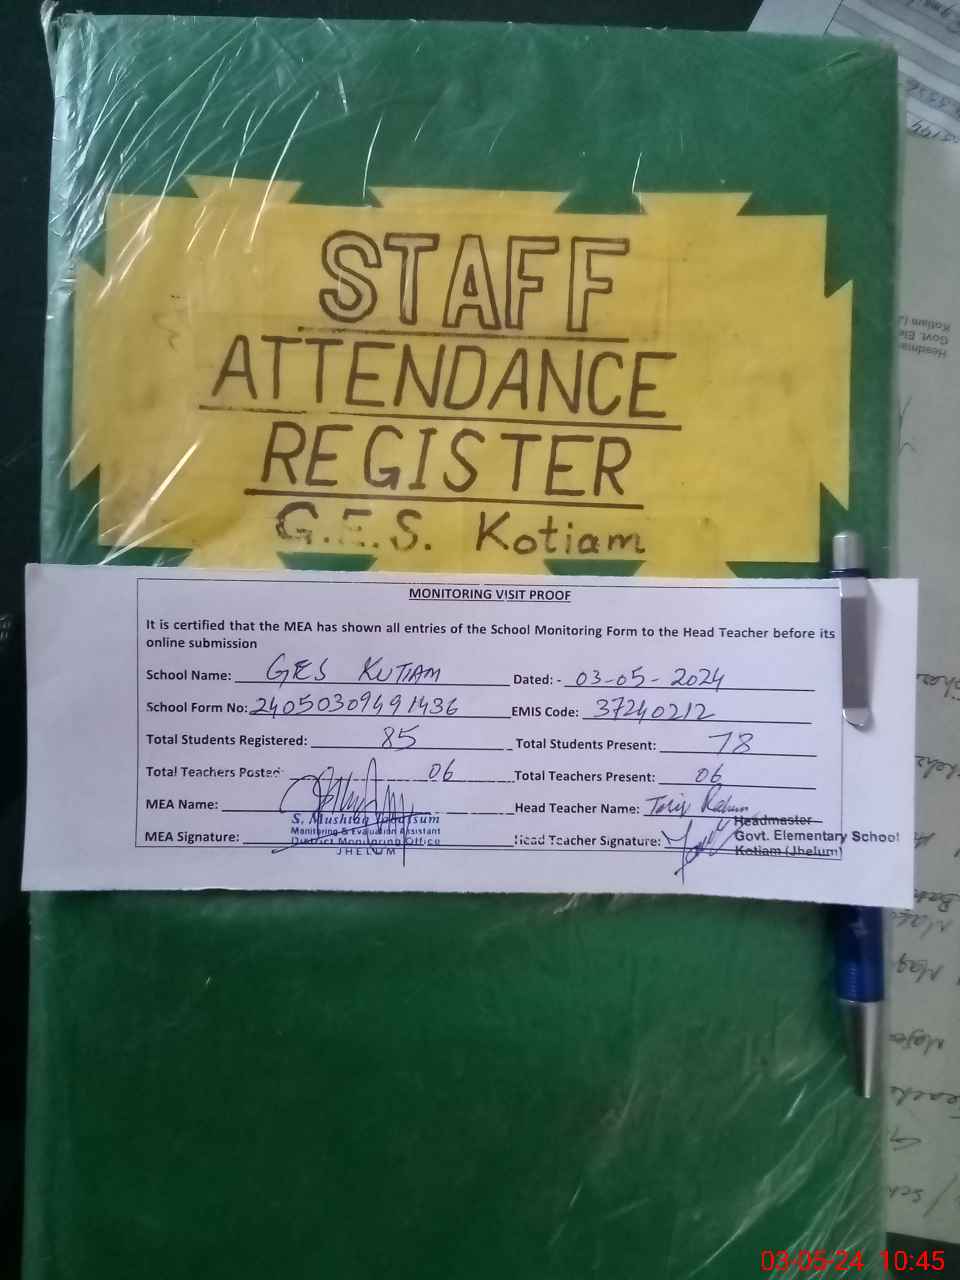 STAFF
ATTENDANCE
REGISTER
G.E.S. Kotiam
MONITORING VISIT PROOF
It is certified that the MEA has shown all entries of the School Monitoring Form to the Head Teacher before its
online submission
School Name: GES KUTIAM Dated: - 03-05-2024
School Form No: 24050309491436 EMIS Code: 37240212
Total Students Registered: 85 Total Students Present: 78
Total Teachers Posted 06 Total Teachers Present: 06
MEA Name: Head Teacher Name:
S. Mushtaq
Headmaster
Monitoring & Evaluation Assistant
MEA Signature: Head Teacher Signature: Govt. Elementary School
District Monitoring Office
Kotiam (Jhelum)
JHELUM
03-05-24 10:45